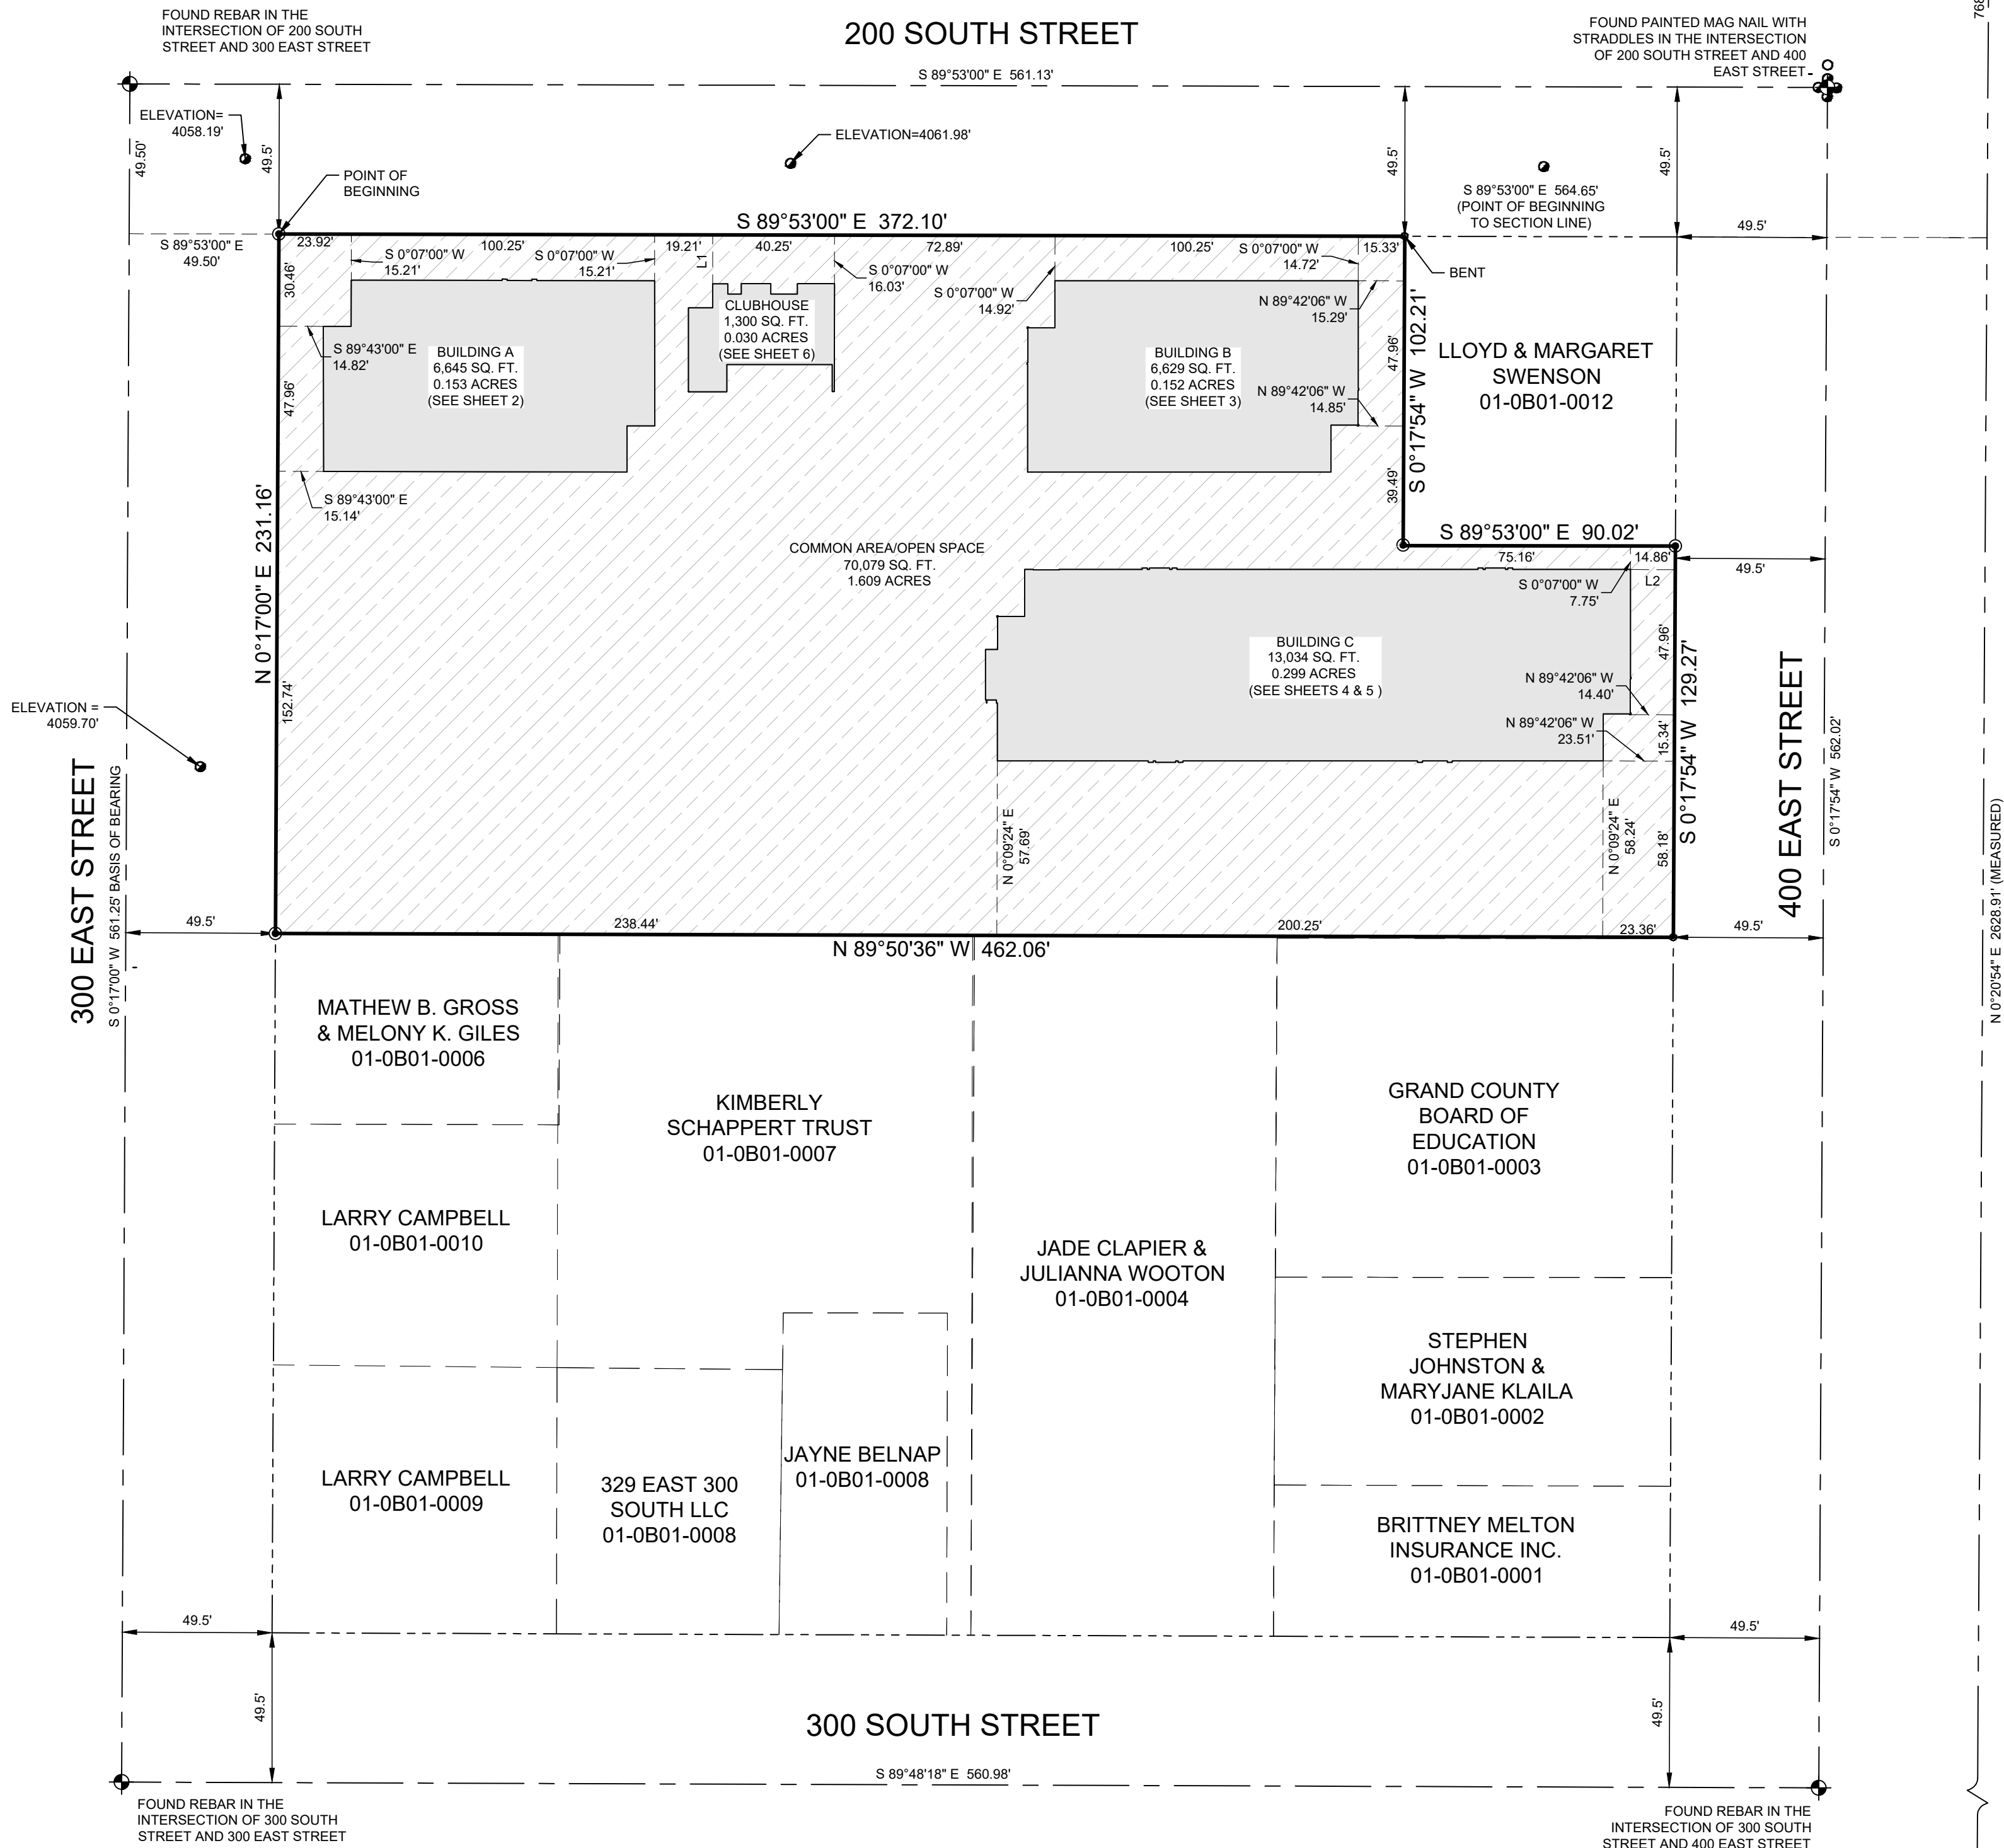 FOUND REBAR IN THE
INTERSECTION OF 200 SOUTH
STREET AND 300 EAST STREET
200 SOUTH STREET
FOUND PAINTED MAG NAIL WITH
STRADDLES IN THE INTERSECTION
OF 200 SOUTH STREET AND 400
EAST STREET
768
S 89°53'00" E 561.13'
ELEVATION=
4058.19'
49.50'
49.5'
ELEVATION=4061.98'
49.5'
49.5'
POINT OF
BEGINNING
S 89°53'00" E 564.65'
(POINT OF BEGINNING
TO SECTION LINE)
S 89°53'00" E 372.10'
49.5'
S 89°53'00" E
49.50'
23.92'
100.25'
19.21'
40.25'
72.89'
100.25'
15.33'
S 0°07'00" W
15.21'
S 0°07'00" W
15.21'
L1
S 0°07'00" W
16.03'
S 0°07'00" W
14.92'
S 0°07'00" W
14.72'
BENT
30.46'
N 89°42'06" W
15.29'
CLUBHOUSE
1,300 SQ. FT.
0.030 ACRES
(SEE SHEET 6)
S 89°43'00" E
14.82'
BUILDING A
6,645 SQ. FT.
0.153 ACRES
(SEE SHEET 2)
BUILDING B
6,629 SQ. FT.
0.152 ACRES
(SEE SHEET 3)
47.96'
S 0°17'54" W 102.21'
LLOYD & MARGARET
SWENSON
01-0B01-0012
47.96'
N 89°42'06" W
14.85'
39.49'
S 89°43'00" E
15.14'
N 0°17'00" E 231.16'
S 89°53'00" E 90.02'
COMMON AREA/OPEN SPACE
70,079 SQ. FT.
1.609 ACRES
75.16'
14.86'
49.5'
S 0°07'00" W
7.75'
L2
BUILDING C
13,034 SQ. FT.
0.299 ACRES
(SEE SHEETS 4 & 5 )
47.96'
N 89°42'06" W
14.40'
N 89°42'06" W
23.51'
15.34'
S 0°17'54" W 129.27'
152.74'
ELEVATION =
4059.70'
400 EAST STREET
S 0°17'54" W 562.02'
300 EAST STREET
S 0°17'00" W 561.25' BASIS OF BEARING
N 0°09'24" E
57.69'
N 0°09'24" E
58.24'
58.18'
N 0°20'54" E 2628.91' (MEASURED)
49.5'
238.44'
200.25'
23.36'
49.5'
N 89°50'36" W 462.06'
MATHEW B. GROSS
& MELONY K. GILES
01-0B01-0006
KIMBERLY
SCHAPPERT TRUST
01-0B01-0007
GRAND COUNTY
BOARD OF
EDUCATION
01-0B01-0003
LARRY CAMPBELL
01-0B01-0010
JADE CLAPIER &
JULIANNA WOOTON
01-0B01-0004
STEPHEN
JOHNSTON &
MARYJANE KLAILA
01-0B01-0002
LARRY CAMPBELL
01-0B01-0009
329 EAST 300
SOUTH LLC
01-0B01-0008
JAYNE BELNAP
01-0B01-0008
BRITTNEY MELTON
INSURANCE INC.
01-0B01-0001
49.5'
49.5'
49.5'
49.5'
300 SOUTH STREET
S 89°48'18" E 560.98'
FOUND REBAR IN THE
INTERSECTION OF 300 SOUTH
STREET AND 300 EAST STREET
FOUND REBAR IN THE
INTERSECTION OF 300 SOUTH
STREET AND 400 EAST STREET